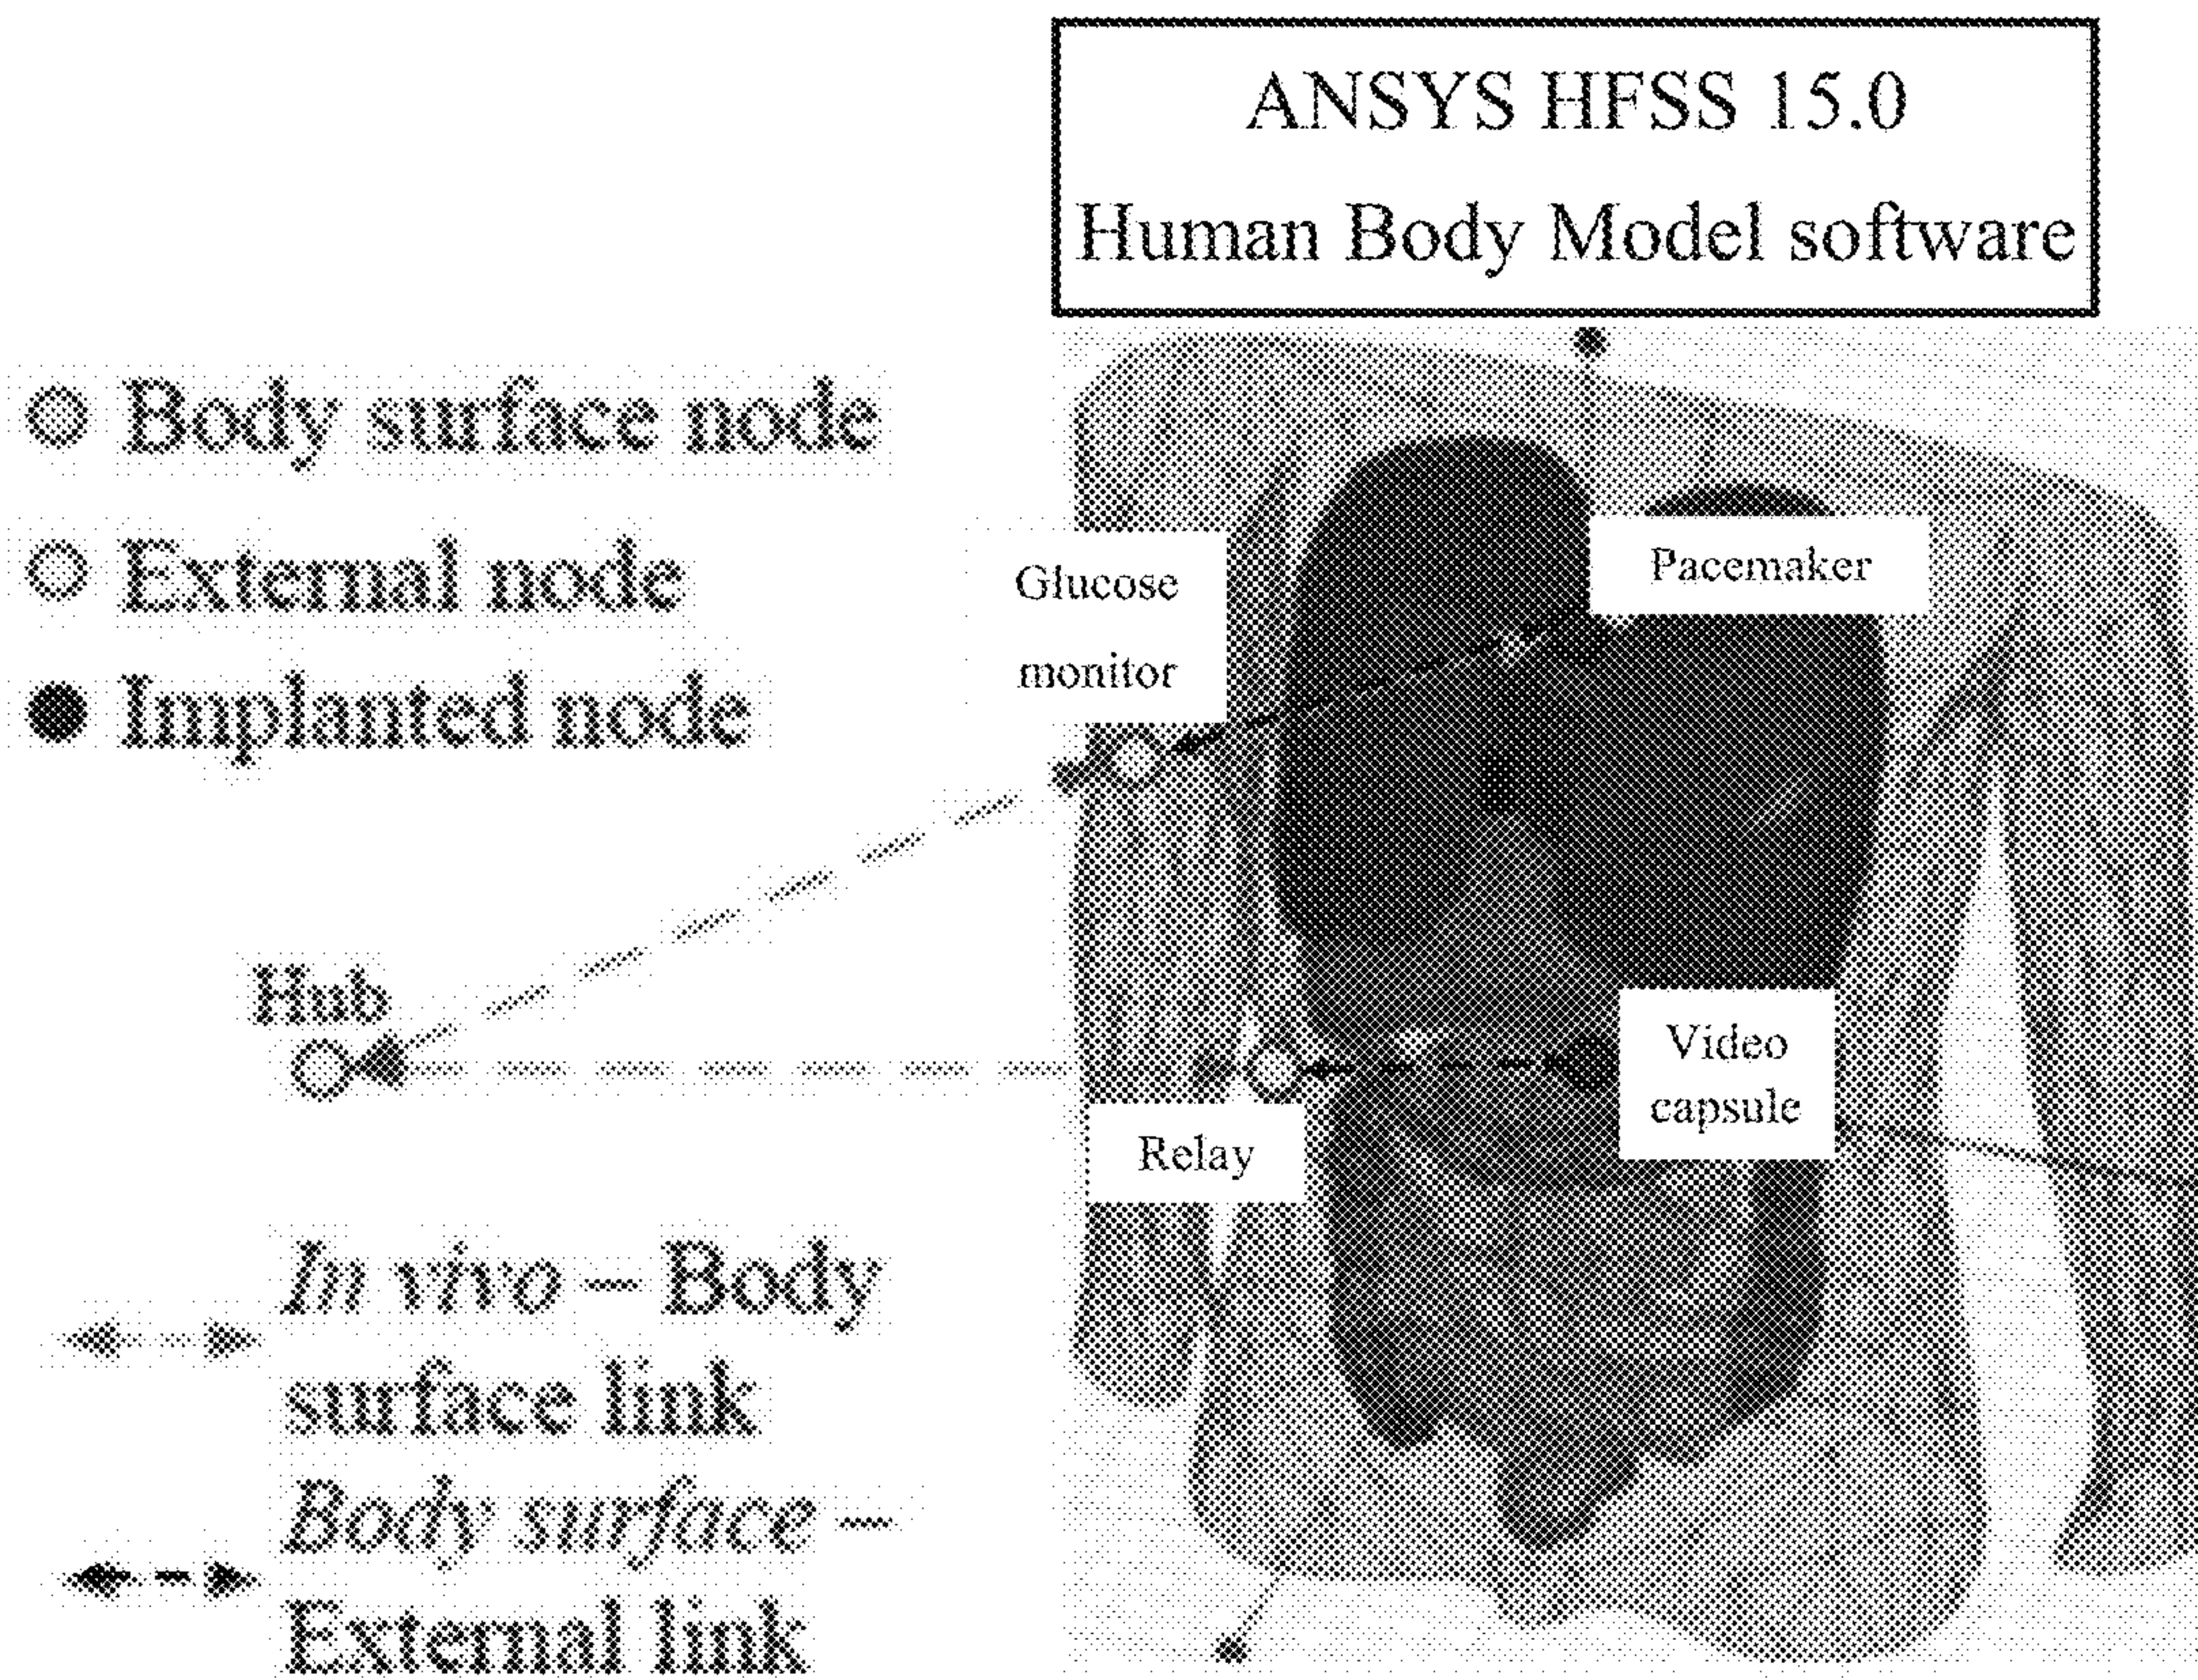 ANSYS HFSS 15.0
Human Body Model software
Body surface node
External node
Implanted node
Glucose
monitor
Pacemaker
Hub
Video
capsule
Relay
In vivo – Body
surface link
Body surface –
External link